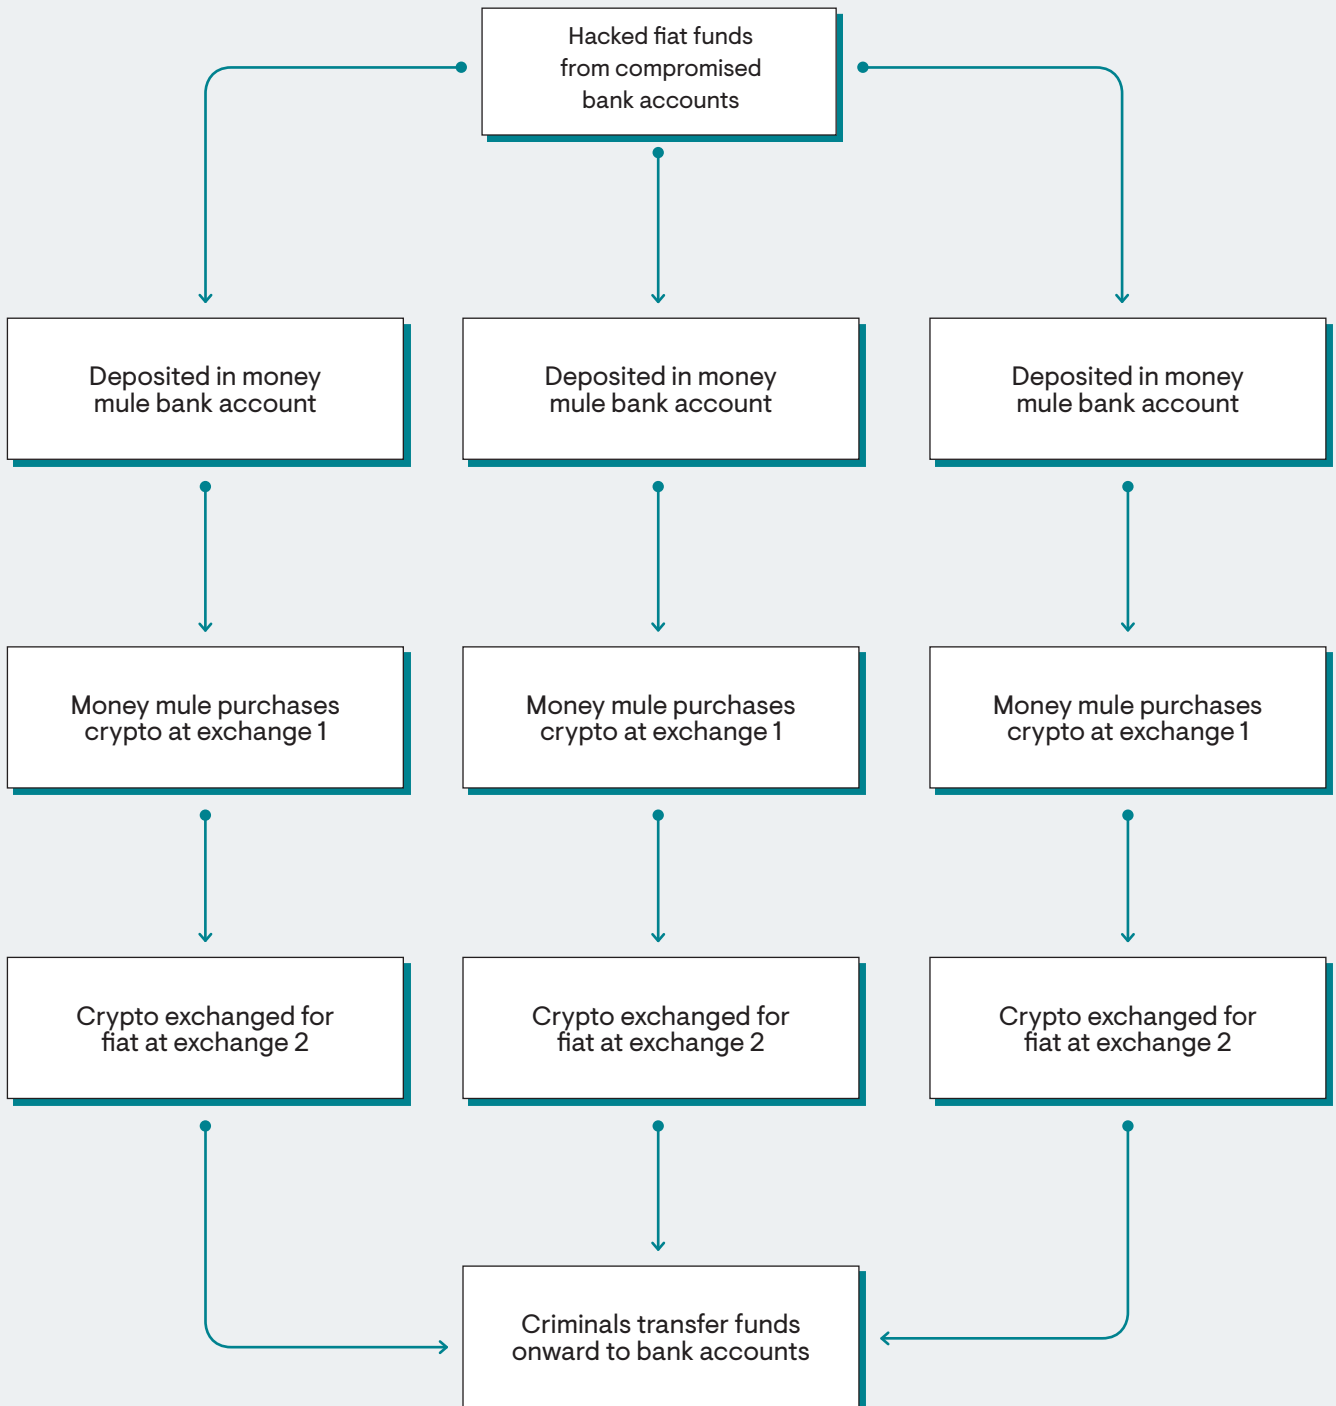 Hacked fiat funds
from compromised
bank accounts
Deposited in money
mule bank account
Deposited in money
mule bank account
Deposited in money
mule bank account
Money mule purchases
crypto at exchange 1
Money mule purchases
crypto at exchange 1
Money mule purchases
crypto at exchange 1
Crypto exchanged for
fiat at exchange 2
Crypto exchanged for
fiat at exchange 2
Crypto exchanged for
fiat at exchange 2
Criminals transfer funds
onward to bank accounts